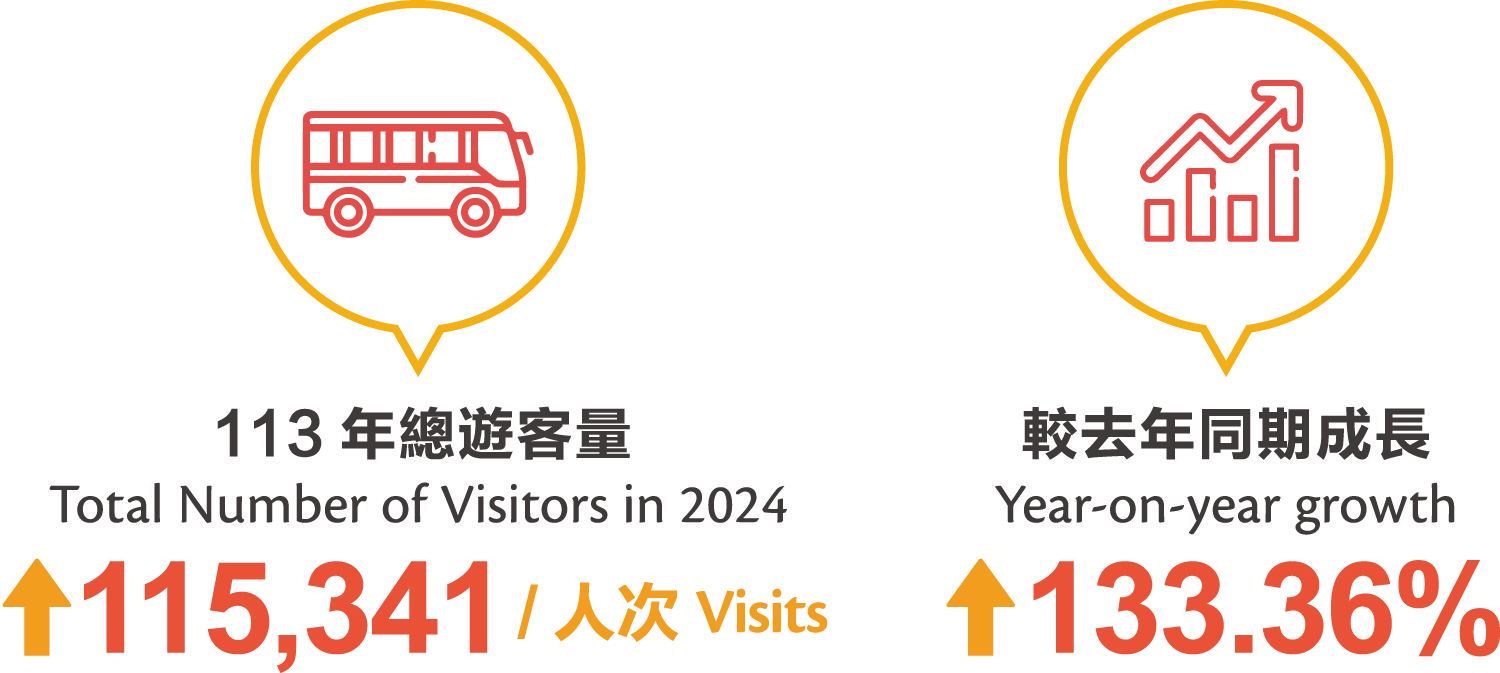 113 年總遊客量
Total Number of Visitors in 2024
115,341 / 人次 Visits
較去年同期成長
Year-on-year growth
133.36%